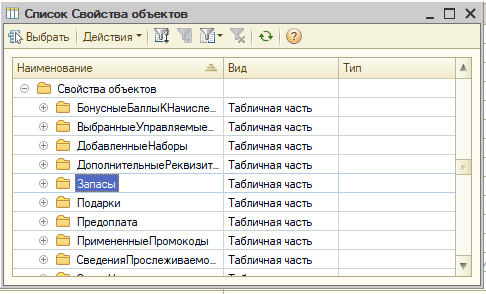 Список Свойства объектов
Выбрать Действия
Наименование Вид Тип
Свойства объектов
БонусныеБаллыКНачисле... Табличная часть
ВыбранныеУправляемые... Табличная часть
ДобавленныеНаборы Табличная часть
ДополнительныеРеквизит... Табличная часть
Запасы Табличная часть
Подарки Табличная часть
Предоплата Табличная часть
ПримененныеПромокоды Табличная часть
СведенияПрослеживаемо... Табличная часть